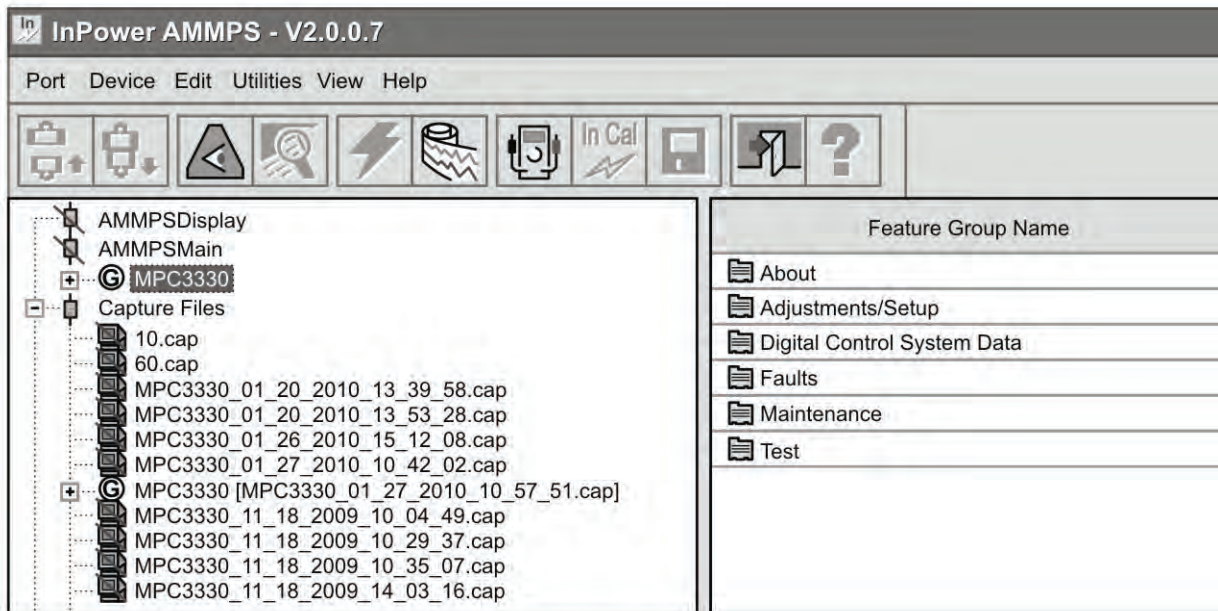 In
InPower AMMPS - V2.0.0.7
Port Device Edit Utilities View Help
In Cal
?
AMMPSDisplay
AMMPSMain
G MPC3330
Capture Files
10.cap
60.cap
MPC3330_01_20_2010_13_39_58.cap
MPC3330_01_20_2010_13_53_28.cap
MPC3330_01_26_2010_15_12_08.cap
MPC3330_01_27_2010_10_42_02.cap
G MPC3330 [MPC3330_01_27_2010_10_57_51.cap]
MPC3330_11_18_2009_10_04_49.cap
MPC3330_11_18_2009_10_29_37.cap
MPC3330_11_18_2009_10_35_07.cap
MPC3330_11_18_2009_14_03_16.cap
Feature Group Name
About
Adjustments/Setup
Digital Control System Data
Faults
Maintenance
Test